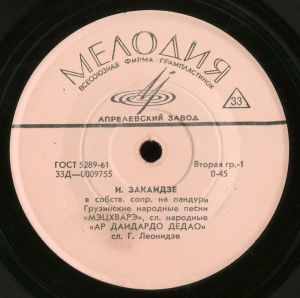 МЕЛОДИЯ
ВСЕСОЮЗНАЯ ФИРМА ГРАМПЛАСТИНОК
33
АПРЕЛЕВСКИЙ ЗАВОД
ГОСТ 5289-61
33Д—0009755
Вторая гр.-1
0-45
И. ЗАКАИДЗЕ
в собств. сопр. на пандури
Грузинские народные песни
«МЭЦХВАРЭ», сл. народные
«АР ДАИДАРДО ДЕДАО»
сл. Г. Леонидзе